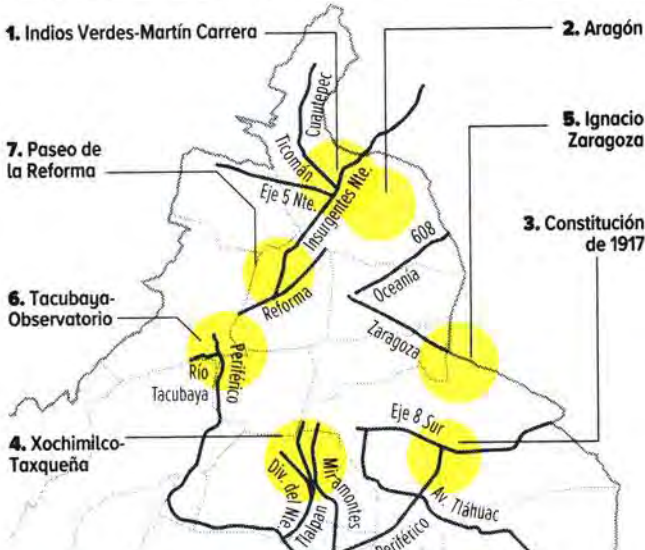 1. Indios Verdes-Martín Carrera
2. Aragón
5. Ignacio
Zaragoza
7. Paseo de
la Reforma
3. Constitución
de 1917
6. Tacubaya-
Observatorio
4. Xochimilco-
Taxqueña
Cuautepec
Ticomán
Eje 5 Nte.
Insurgentes Nte.
608
Oceanía
Reforma
Zaragoza
Periférico
Río
Tacubaya
Eje 8 Sur
Div. del Nte.
Miramontes
Tlalpan
Av. Tláhuac
Periférico